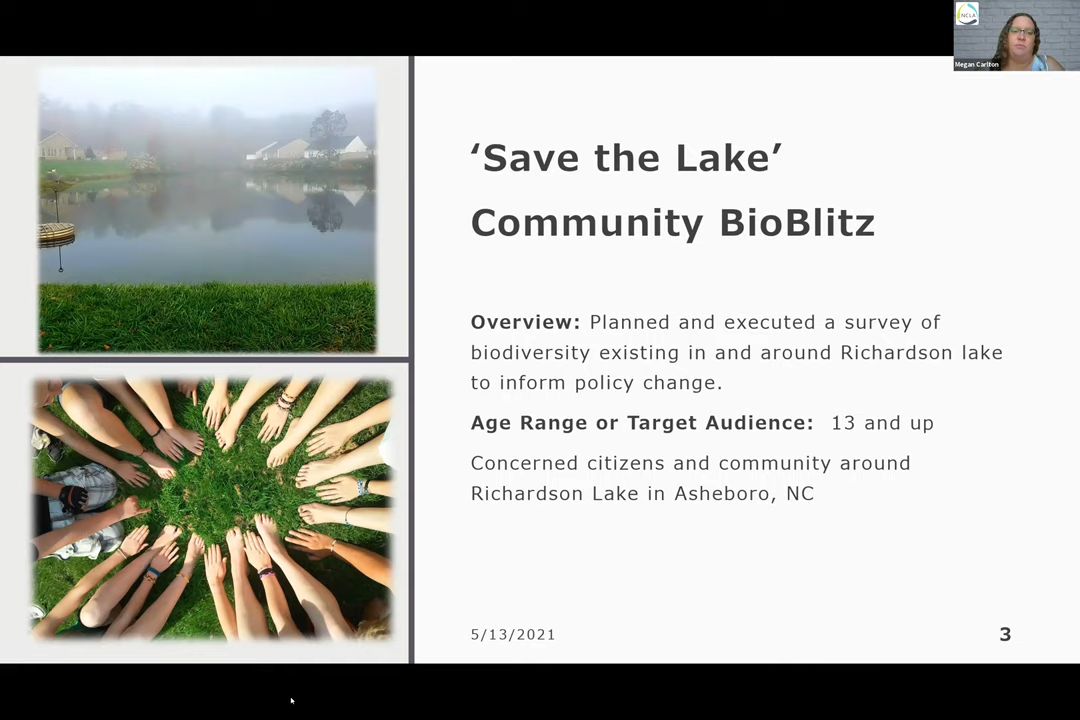 NCLA
Megan Carlton
‘Save the Lake’
Community BioBlitz
Overview: Planned and executed a survey of
biodiversity existing in and around Richardson lake
to inform policy change.
Age Range or Target Audience:  13 and up
Concerned citizens and community around
Richardson Lake in Asheboro, NC
5/13/2021
3